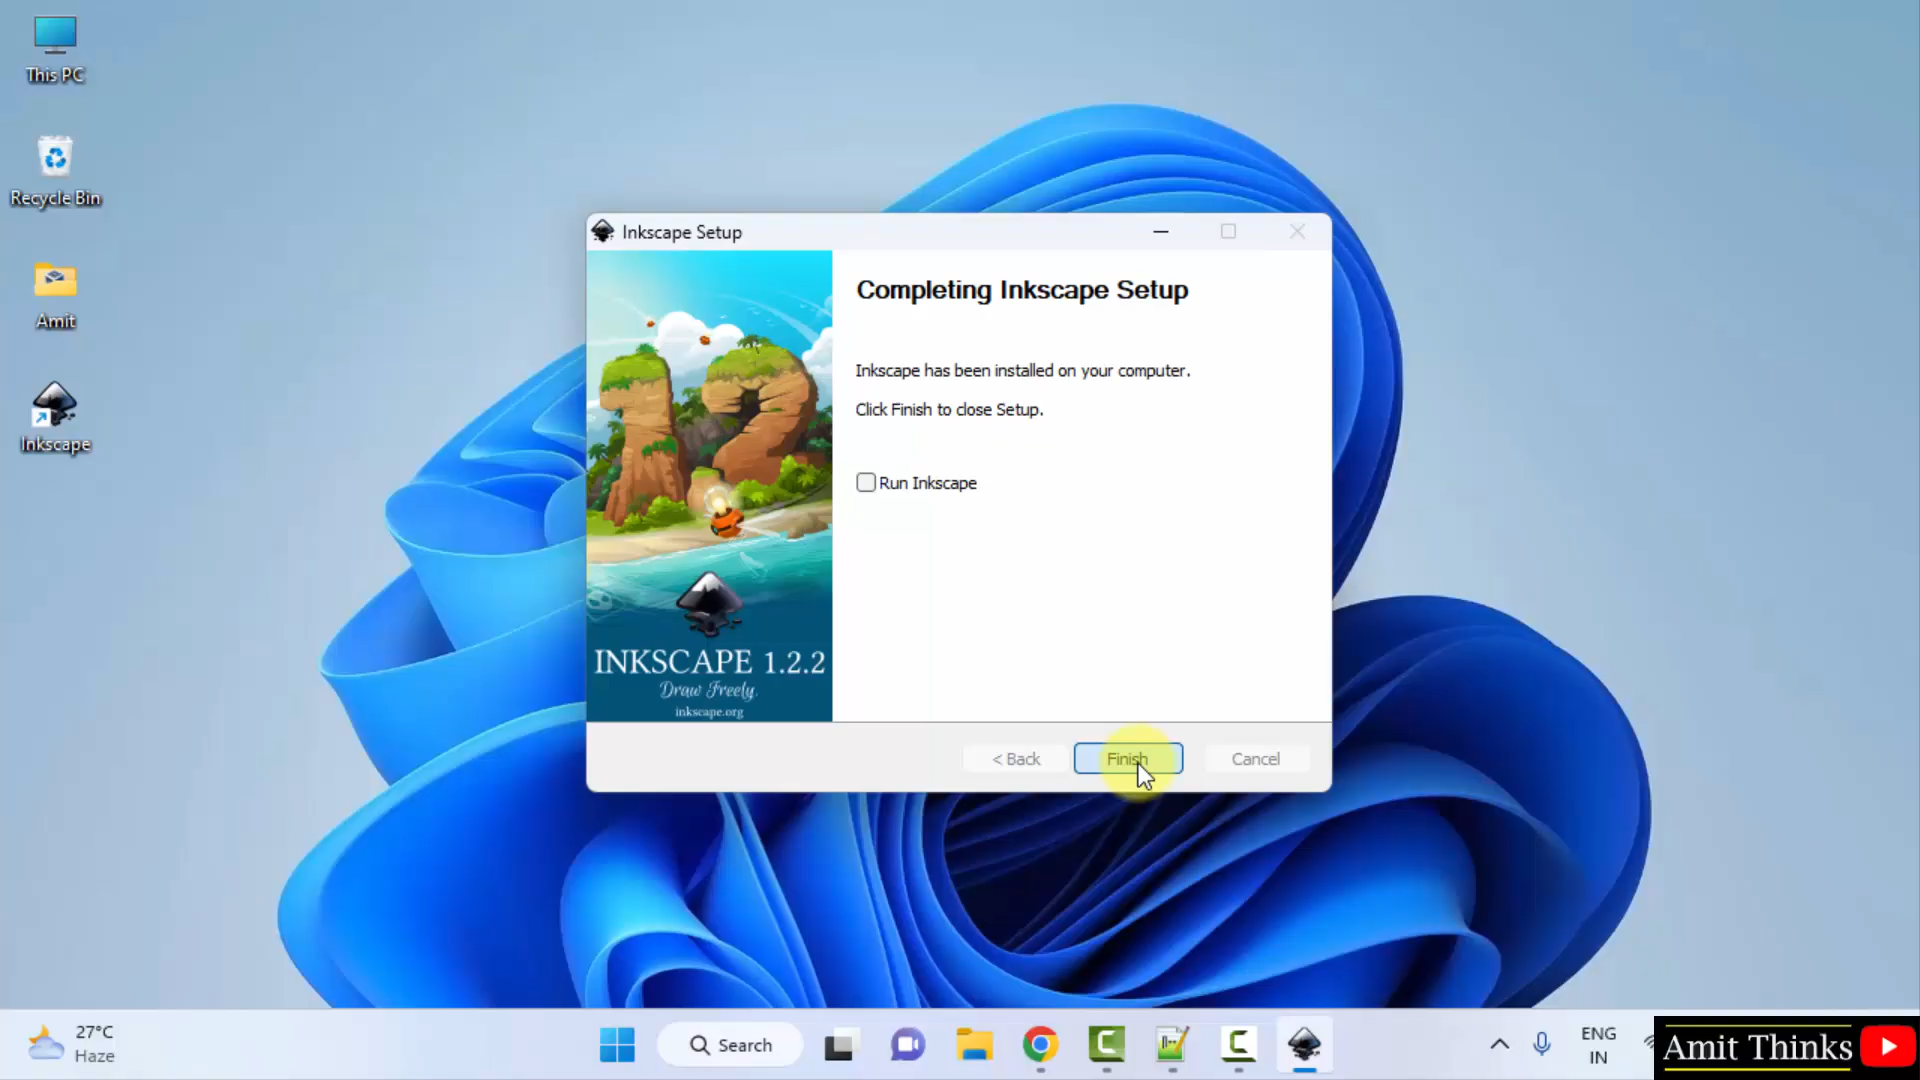 This PC
Recycle Bin
Amit
Inkscape
Inkscape Setup
Completing Inkscape Setup
Inkscape has been installed on your computer.
Click Finish to close Setup.
Run Inkscape
INKSCAPE 1.2.2
Draw Freely.
inkscape.org
< Back
Finish
Cancel
27°C
Haze
Search
ENG
IN
Amit Thinks